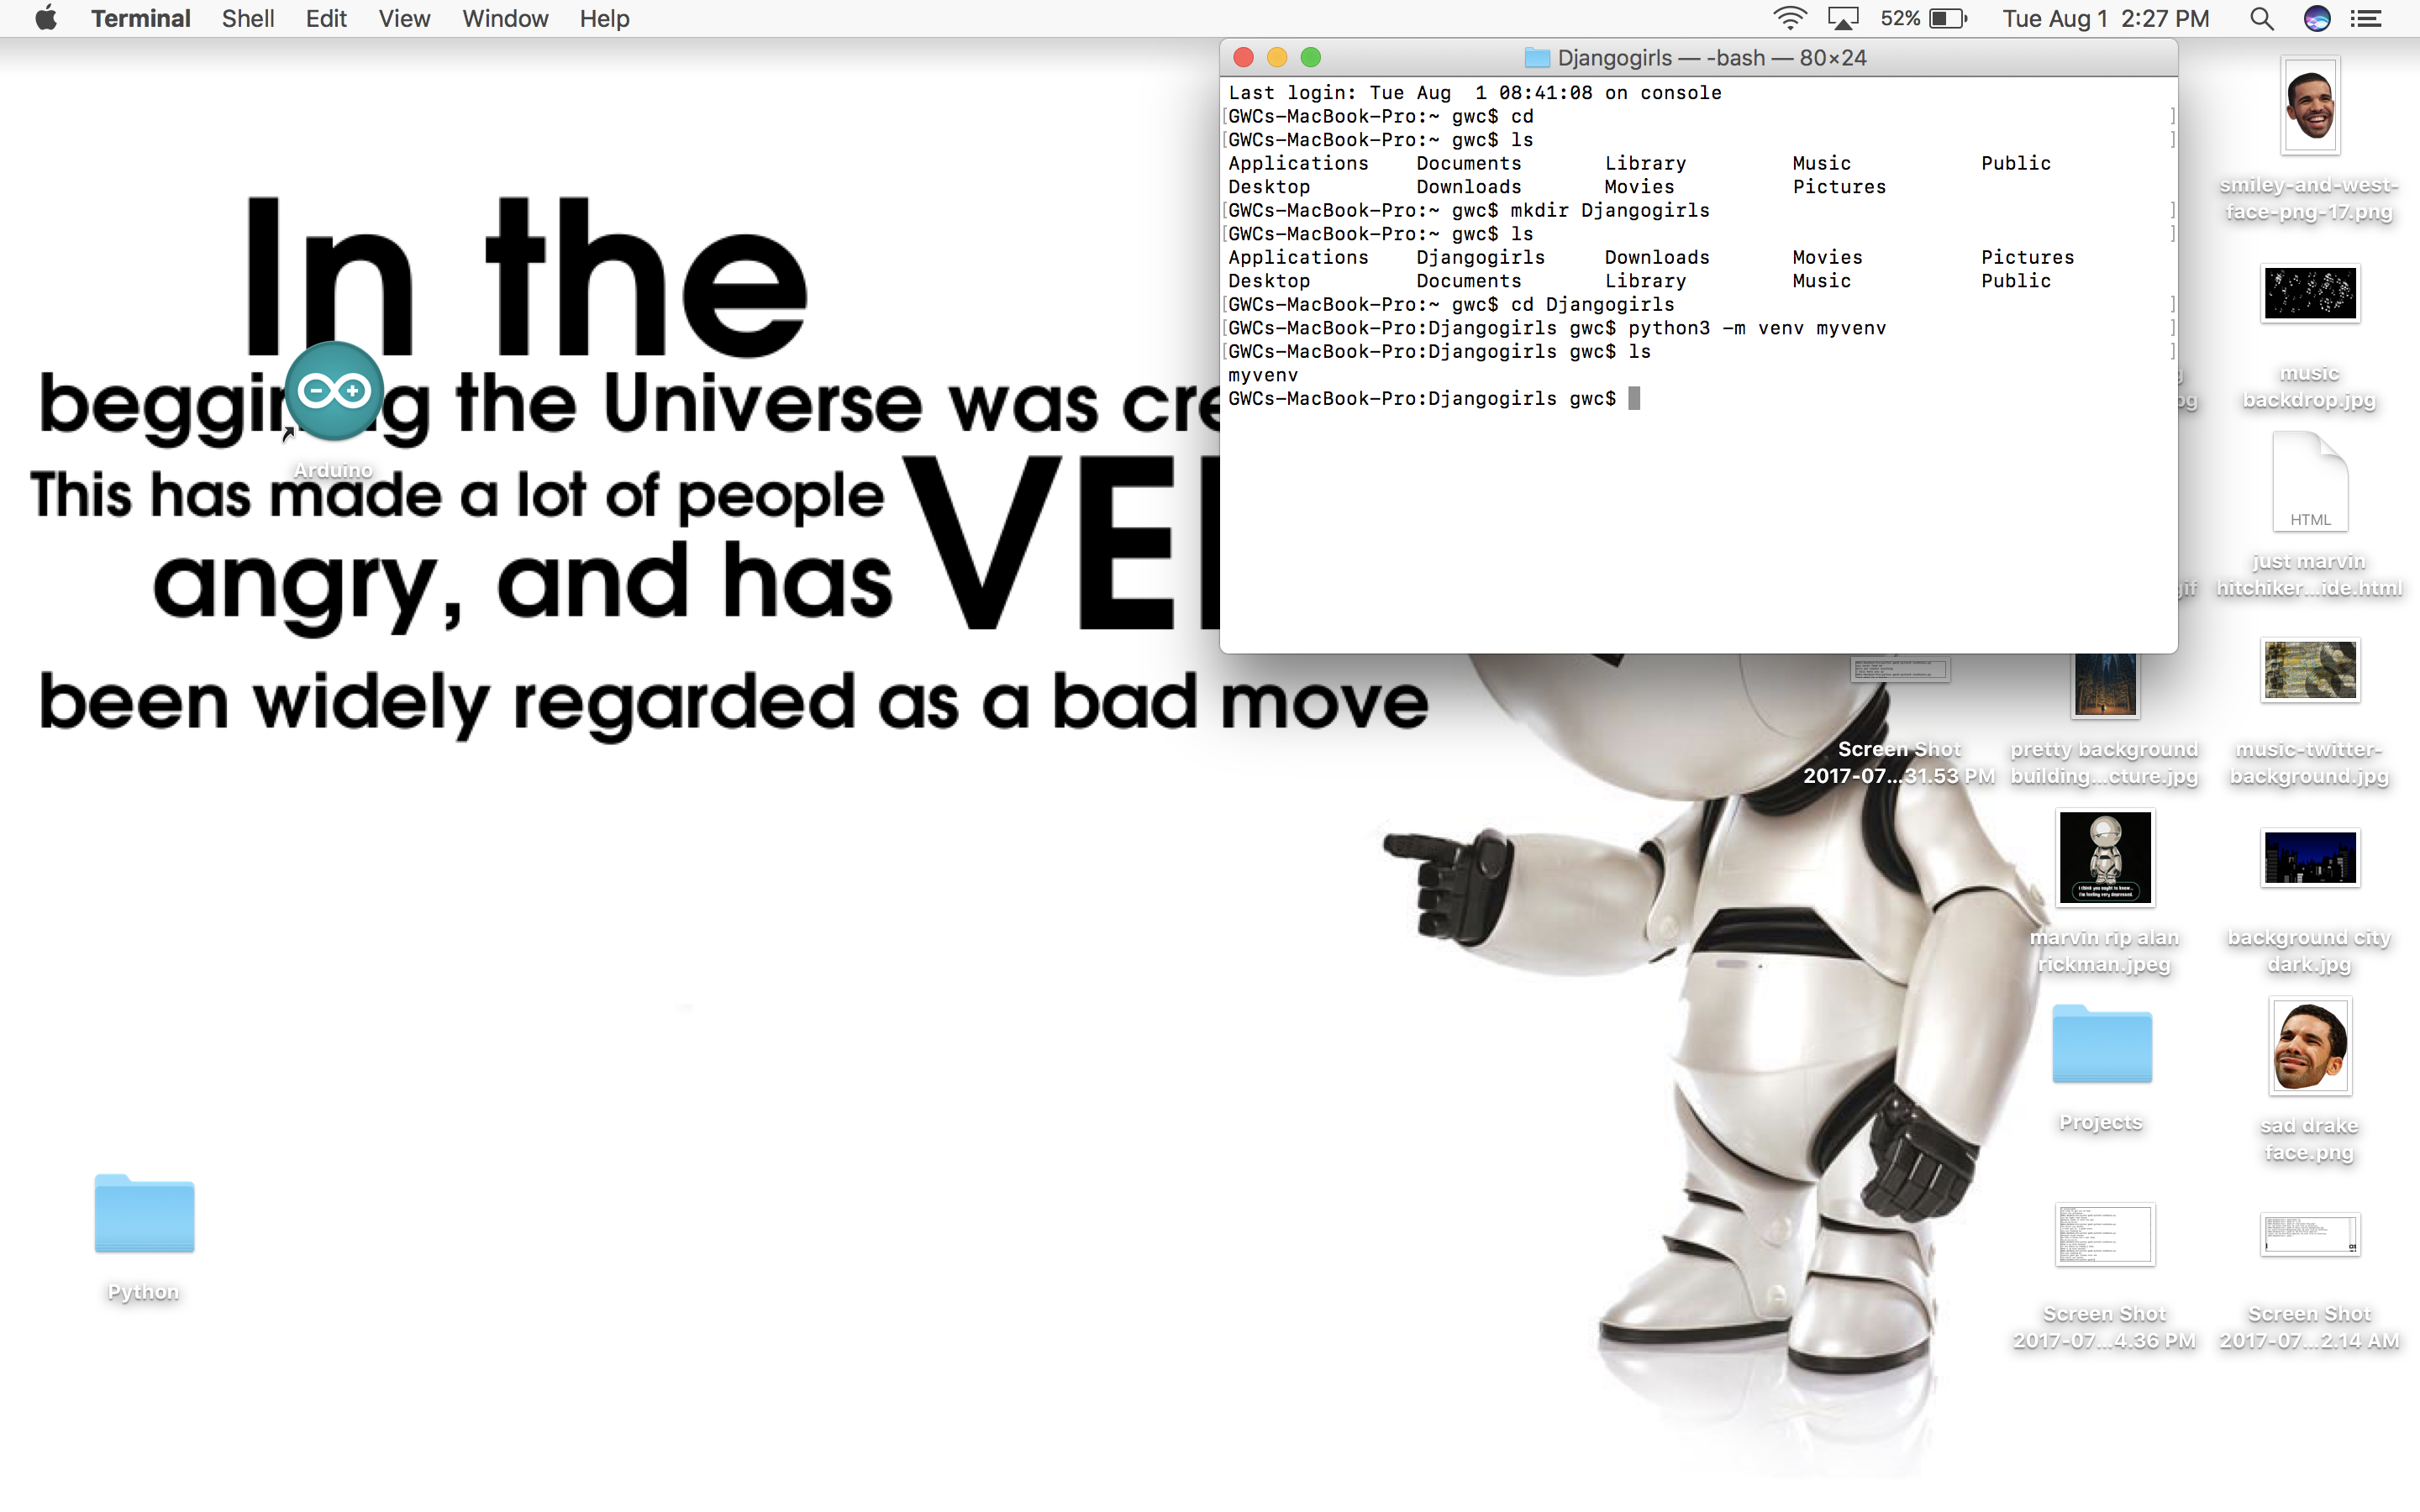 Terminal Shell Edit View Window Help 52% Tue Aug 1 2:27 PM
Djangogirls — -bash — 80×24
Last login: Tue Aug  1 08:41:08 on console
[GWCs-MacBook-Pro:~ gwc$ cd ]
[GWCs-MacBook-Pro:~ gwc$ ls ]
Applications Documents Library Music Public
Desktop Downloads Movies Pictures
[GWCs-MacBook-Pro:~ gwc$ mkdir Djangogirls ]
[GWCs-MacBook-Pro:~ gwc$ ls ]
Applications Djangogirls Downloads Movies Pictures
Desktop Documents Library Music Public
[GWCs-MacBook-Pro:~ gwc$ cd Djangogirls ]
[GWCs-MacBook-Pro:Djangogirls gwc$ python3 -m venv myvenv ]
[GWCs-MacBook-Pro:Djangogirls gwc$ ls ]
myvenv
GWCs-MacBook-Pro:Djangogirls gwc$
In the
the Universe was
This has made a lot of people
angry, and has
been widely regarded as a bad move
Arduino
Python
smiley-and-west-
face-png-17.png
music
backdrop.jpg
HTML
just marvin
hitchiker...ide.html
Screen Shot
2017-07...31.53 PM
pretty background
building...cture.jpg
music-twitter-
background.jpg
I think you ought to know...
I'm feeling very depressed.
marvin rip alan
rickman.jpeg
background city
dark.jpg
Projects
sad drake
face.png
Screen Shot
2017-07...4.36 PM
Screen Shot
2017-07...2.14 AM